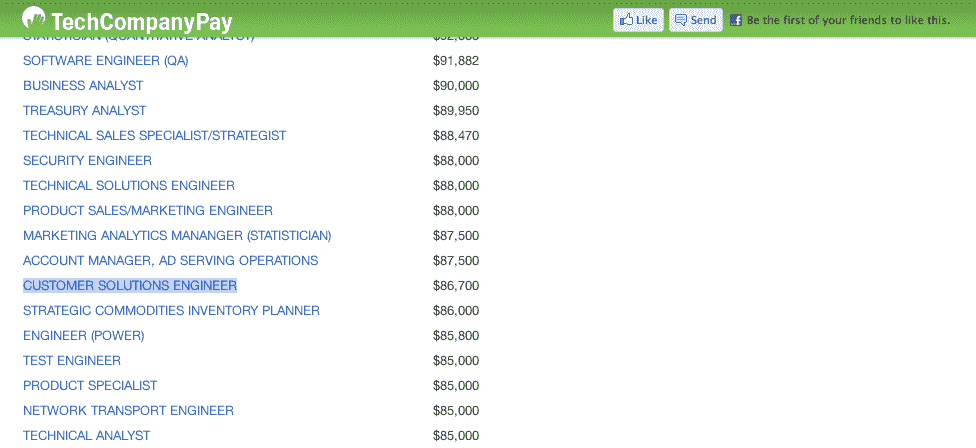 TechCompanyPay
Like
Send
Be the first of your friends to like this.
STATISTICIAN (QUANTITATIVE ANALYST)
SOFTWARE ENGINEER (QA) $91,882
BUSINESS ANALYST $90,000
TREASURY ANALYST $89,950
TECHNICAL SALES SPECIALIST/STRATEGIST $88,470
SECURITY ENGINEER $88,000
TECHNICAL SOLUTIONS ENGINEER $88,000
PRODUCT SALES/MARKETING ENGINEER $88,000
MARKETING ANALYTICS MANANGER (STATISTICIAN) $87,500
ACCOUNT MANAGER, AD SERVING OPERATIONS $87,500
CUSTOMER SOLUTIONS ENGINEER $86,700
STRATEGIC COMMODITIES INVENTORY PLANNER $86,000
ENGINEER (POWER) $85,800
TEST ENGINEER $85,000
PRODUCT SPECIALIST $85,000
NETWORK TRANSPORT ENGINEER $85,000
TECHNICAL ANALYST $85,000